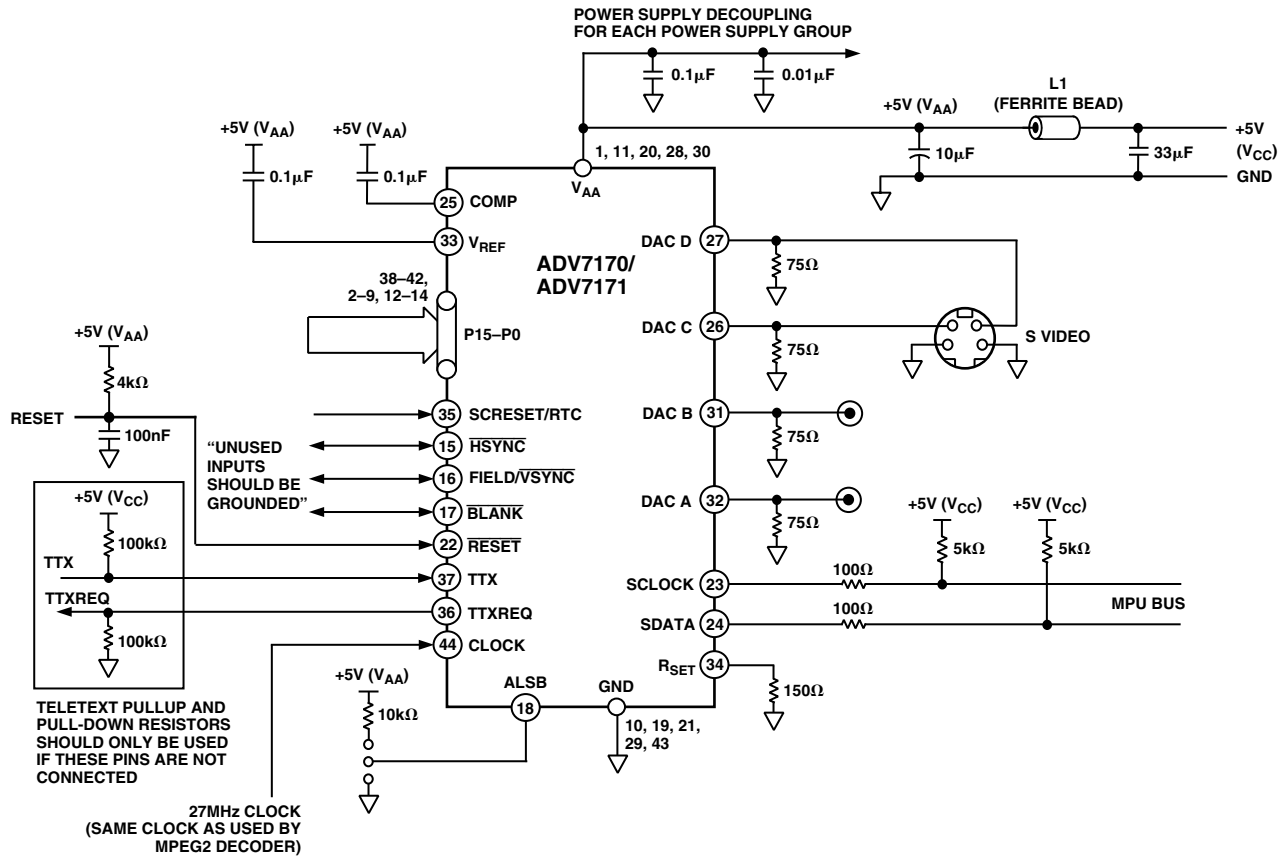 POWER SUPPLY DECOUPLING
FOR EACH POWER SUPPLY GROUP
0.1µF
0.01µF
L1
(FERRITE BEAD)
+5V (VAA)
+5V
(VCC)
10µF
33µF
GND
+5V (VAA)
+5V (VAA)
0.1µF
0.1µF
1, 11, 20, 28, 30
VAA
25
COMP
33
VREF
ADV7170/
ADV7171
38–42,
2–9, 12–14
P15–P0
DAC D
27
75Ω
DAC C
26
75Ω
S VIDEO
DAC B
31
75Ω
DAC A
32
75Ω
+5V (VAA)
4kΩ
RESET
100nF
35
SCRESET/RTC
"UNUSED
INPUTS
SHOULD BE
GROUNDED"
15
HSYNC
16
FIELD/VSYNC
17
BLANK
22
RESET
+5V (VCC)
100kΩ
TTX
37
TTX
TTXREQ
36
TTXREQ
100kΩ
44
CLOCK
+5V (VCC)
+5V (VCC)
5kΩ
5kΩ
SCLOCK
23
100Ω
MPU BUS
SDATA
24
100Ω
RSET
34
150Ω
+5V (VAA)
10kΩ
ALSB
18
GND
10, 19, 21,
29, 43
TELETEXT PULLUP AND
PULL-DOWN RESISTORS
SHOULD ONLY BE USED
IF THESE PINS ARE NOT
CONNECTED
27MHz CLOCK
(SAME CLOCK AS USED BY
MPEG2 DECODER)